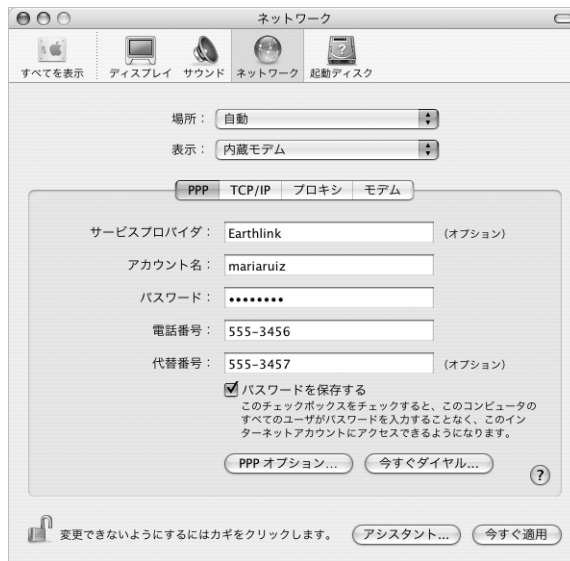 ネットワーク
すべてを表示 ディスプレイ サウンド ネットワーク 起動ディスク
場所： 自動
表示： 内蔵モデム
PPP TCP/IP プロキシ モデム
サービスプロバイダ： Earthlink (オプション)
アカウント名： mariaruiz
パスワード： ••••••••
電話番号： 555-3456
代替番号： 555-3457 (オプション)
パスワードを保存する
このチェックボックスをチェックすると、このコンピュータの
すべてのユーザがパスワードを入力することなく、このイン
ターネットアカウントにアクセスできるようになります。
PPP オプション... 今すぐダイヤル...
?
変更できないようにするにはカギをクリックします。 アシスタント... 今すぐ適用